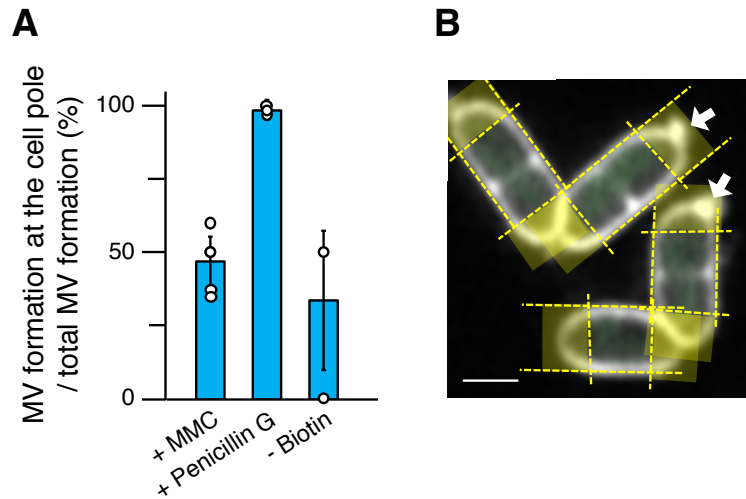 A
B
MV formation at the cell pole
/ total MV formation (%)
100
50
0
+ MMC
+ Penicillin G
- Biotin